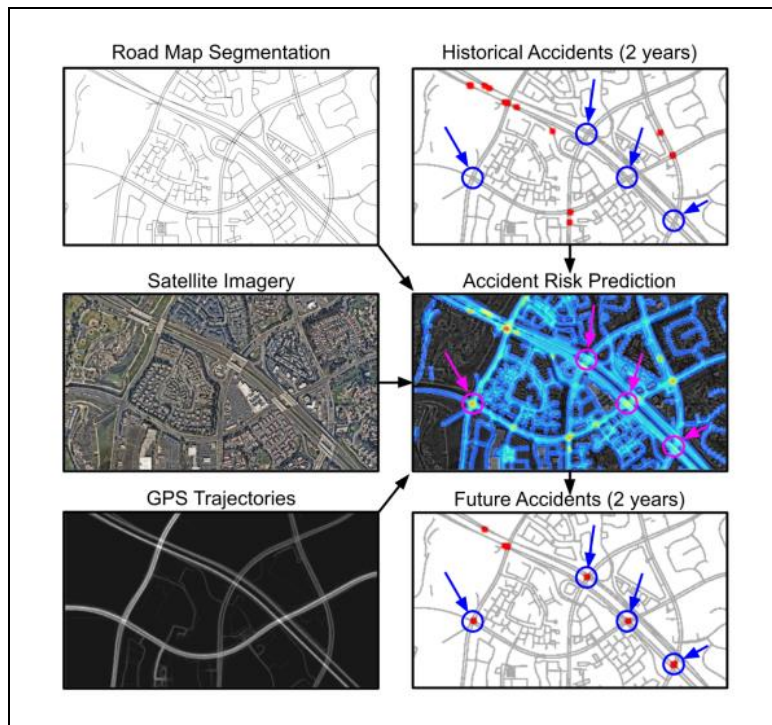 Road Map Segmentation
Historical Accidents (2 years)
Satellite Imagery
Accident Risk Prediction
GPS Trajectories
Future Accidents (2 years)